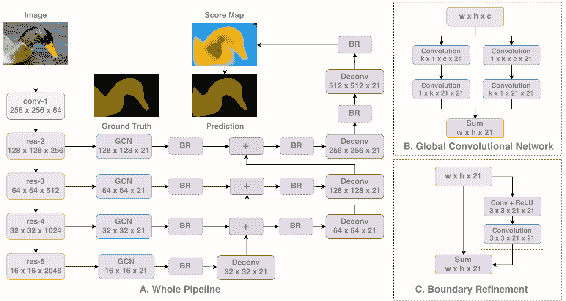 Image
Score Map
BR
w x h x c
Convolution
k x 1 x c x 21
Convolution
1 x k x c x 21
Deconv
512 x 512 x 21
Convolution
1 x k x 21 x 21
Convolution
k x 1 x 21 x 21
conv-1
256 x 256 x 64
Ground Truth
Prediction
BR
Sum
w x h x 21
res-2
128 x 128 x 256
GCN
128 x 128 x 21
BR
+
BR
Deconv
256 x 256 x 21
B. Global Convolutional Network
res-3
64 x 64 x 512
GCN
64 x 64 x 21
BR
+
BR
Deconv
128 x 128 x 21
w x h x 21
Conv + ReLU
3 x 3 x 21 x 21
res-4
32 x 32 x 1024
GCN
32 x 32 x 21
BR
+
BR
Deconv
64 x 64 x 21
Convolution
3 x 3 x 21 x 21
res-5
16 x 16 x 2048
GCN
16 x 16 x 21
BR
Deconv
32 x 32 x 21
Sum
w x h x 21
A. Whole Pipeline
C. Boundary Refinement